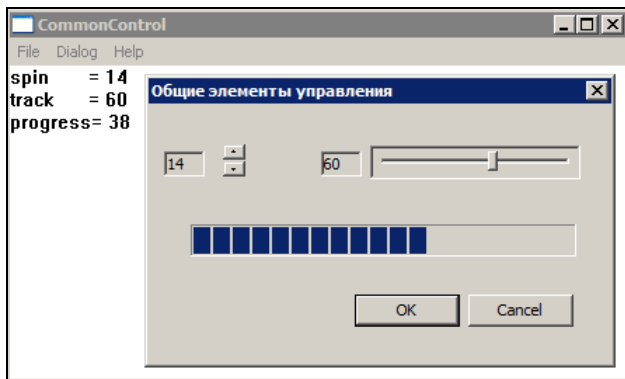 CommonControl
File Dialog Help
spin = 14
track = 60
progress= 38
Общие элементы управления
14
60
OK
Cancel